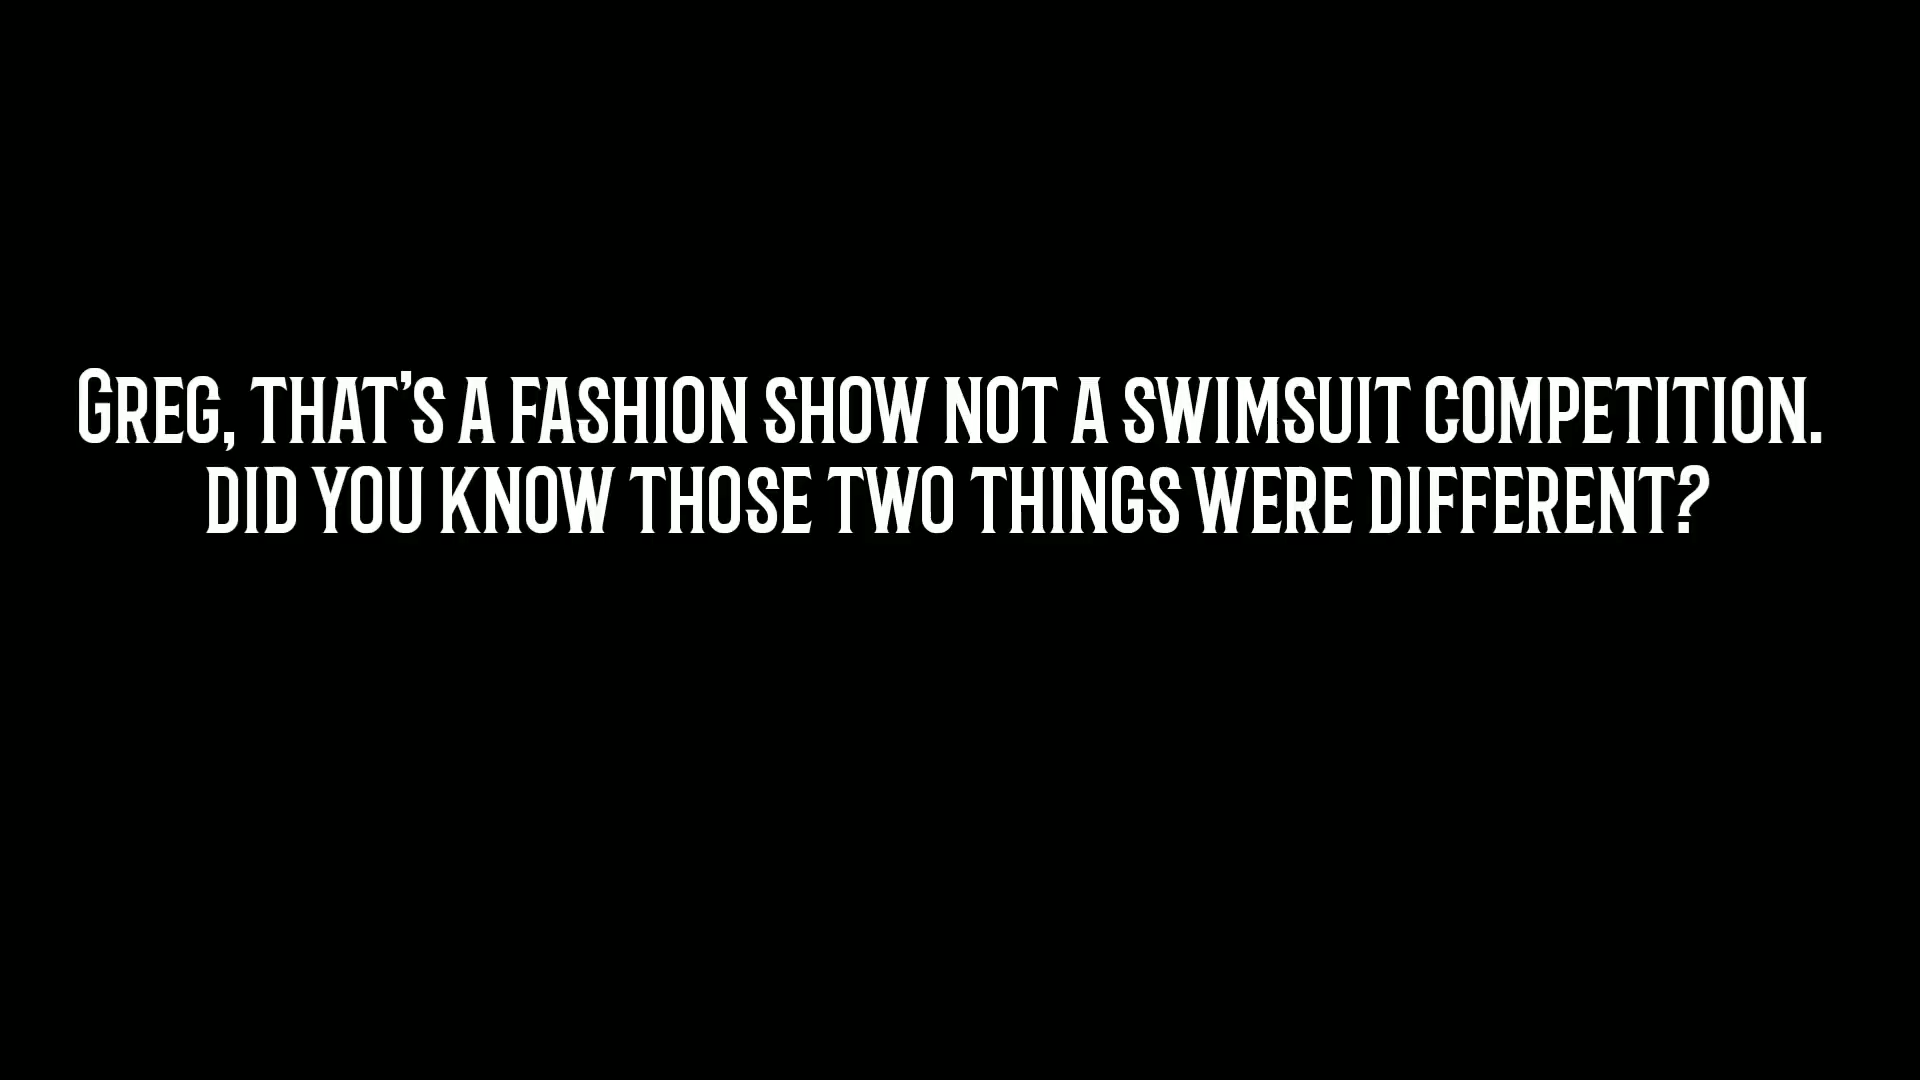 Greg, that's a fashion show not a swimsuit competition.
did you know those two things were different?